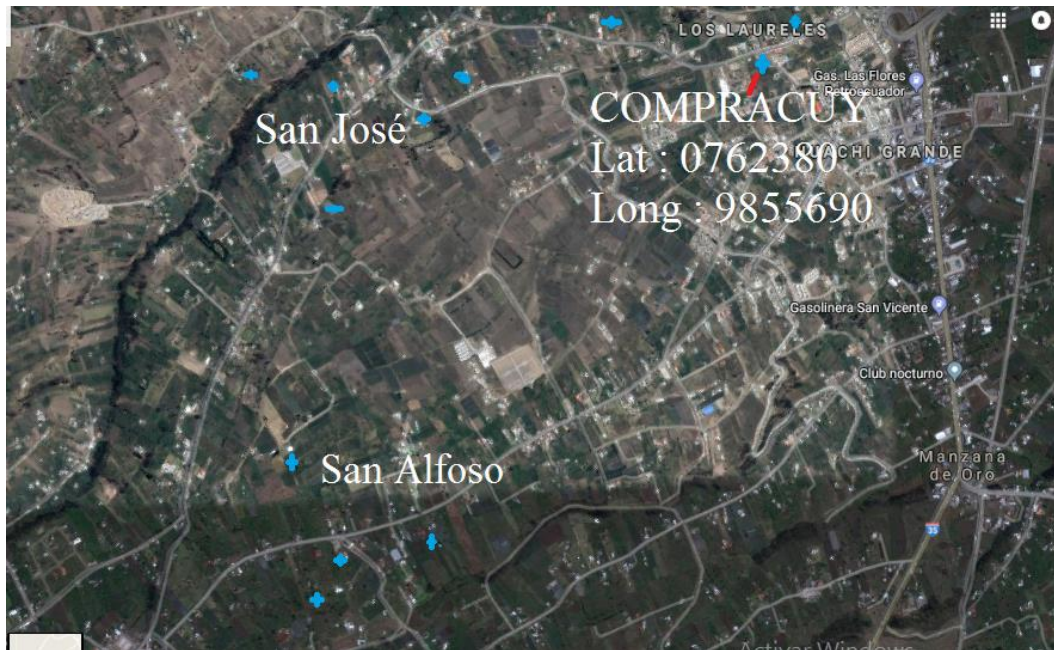 LOS LAURELES
Gas. Las Flores
Petroecuador
San José
COMPRACUY
HUACHI GRANDE
Lat : 0762380
Long : 9855690
Gasolinera San Vicente
Club nocturno
San Alfoso
Manzana
de Oro
35
Activar Windows